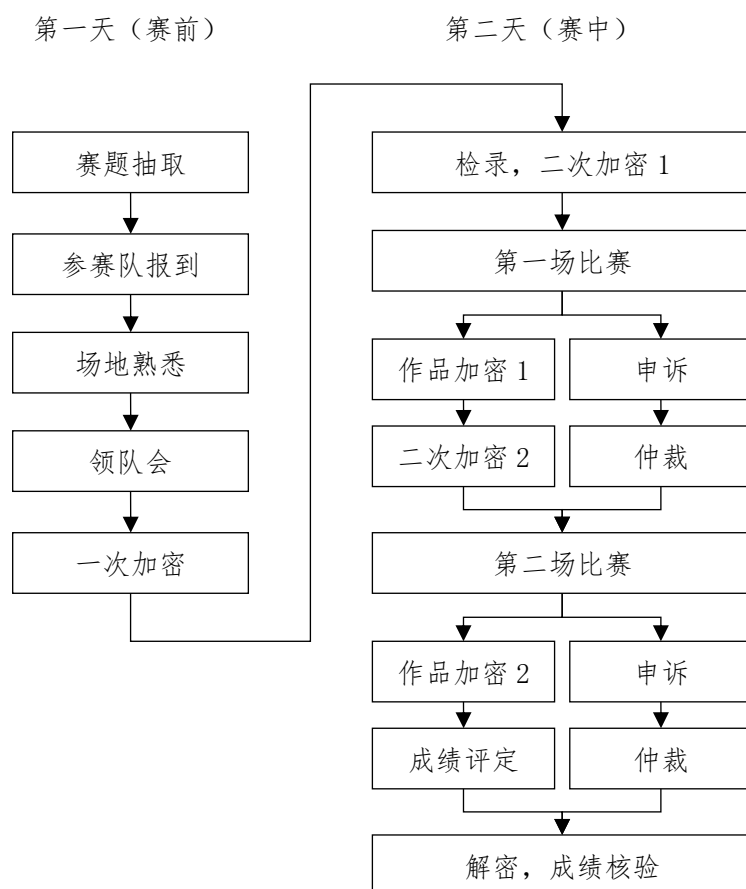 第一天（赛前）
第二天（赛中）
赛题抽取
参赛队报到
场地熟悉
领队会
一次加密
检录，二次加密 1
第一场比赛
作品加密 1
申诉
二次加密 2
仲裁
第二场比赛
作品加密 2
申诉
成绩评定
仲裁
解密，成绩核验